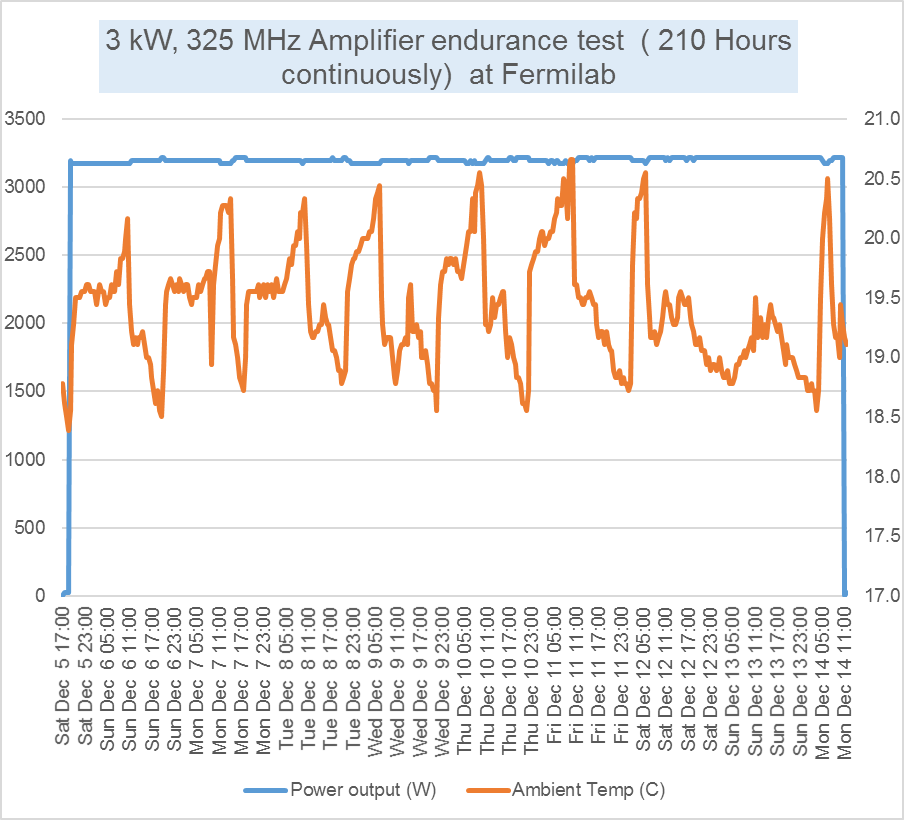 3 kW, 325 MHz Amplifier endurance test  ( 210 Hours
continuously)  at Fermilab
3500
3000
2500
2000
1500
1000
500
0
21.0
20.5
20.0
19.5
19.0
18.5
18.0
17.5
17.0
Sat Dec 5 17:00
Sat Dec 5 23:00
Sun Dec 6 05:00
Sun Dec 6 11:00
Sun Dec 6 17:00
Sun Dec 6 23:00
Mon Dec 7 05:00
Mon Dec 7 11:00
Mon Dec 7 17:00
Mon Dec 7 23:00
Tue Dec 8 05:00
Tue Dec 8 11:00
Tue Dec 8 17:00
Tue Dec 8 23:00
Wed Dec 9 05:00
Wed Dec 9 11:00
Wed Dec 9 17:00
Wed Dec 9 23:00
Thu Dec 10 05:00
Thu Dec 10 11:00
Thu Dec 10 17:00
Thu Dec 10 23:00
Fri Dec 11 05:00
Fri Dec 11 11:00
Fri Dec 11 17:00
Fri Dec 11 23:00
Sat Dec 12 05:00
Sat Dec 12 11:00
Sat Dec 12 17:00
Sat Dec 12 23:00
Sun Dec 13 05:00
Sun Dec 13 11:00
Sun Dec 13 17:00
Sun Dec 13 23:00
Mon Dec 14 05:00
Mon Dec 14 11:00
Power output (W)
Ambient Temp (C)